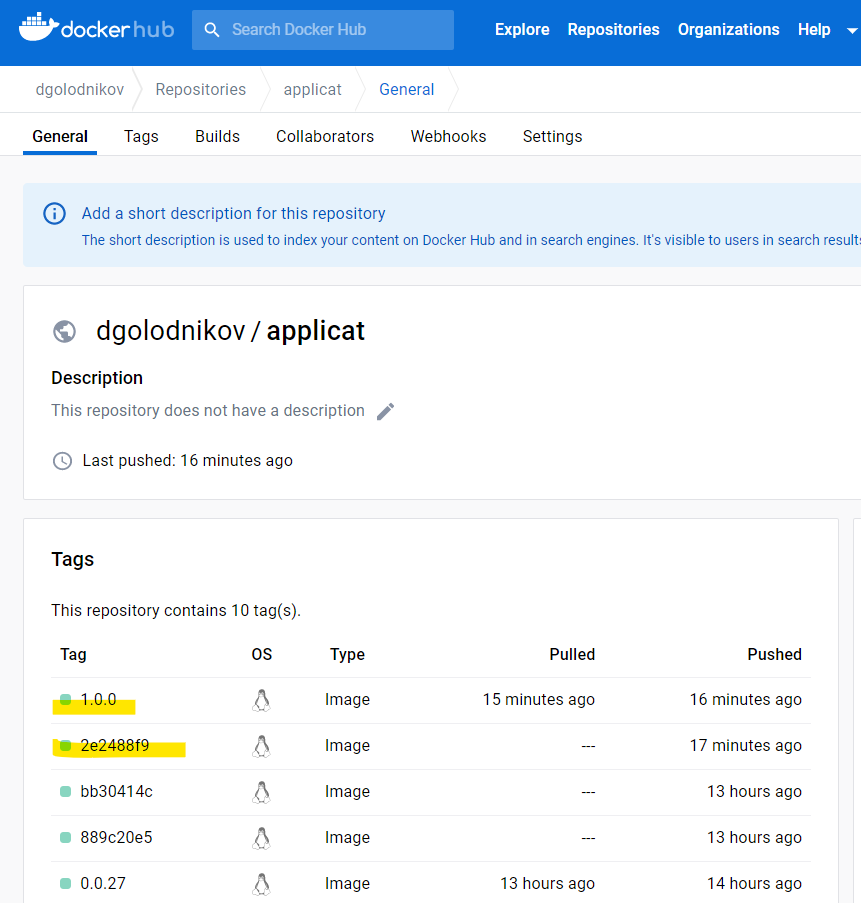 docker hub
Search Docker Hub
Explore Repositories Organizations Help
dgolodnikov Repositories applicat General
General Tags Builds Collaborators Webhooks Settings
Add a short description for this repository
The short description is used to index your content on Docker Hub and in search engines. It's visible to users in search results
dgolodnikov / applicat
Description
This repository does not have a description
Last pushed: 16 minutes ago
Tags
This repository contains 10 tag(s).
Tag OS Type Pulled Pushed
1.0.0 Image 15 minutes ago 16 minutes ago
2e2488f9 Image --- 17 minutes ago
bb30414c Image --- 13 hours ago
889c20e5 Image --- 13 hours ago
0.0.27 Image 13 hours ago 14 hours ago